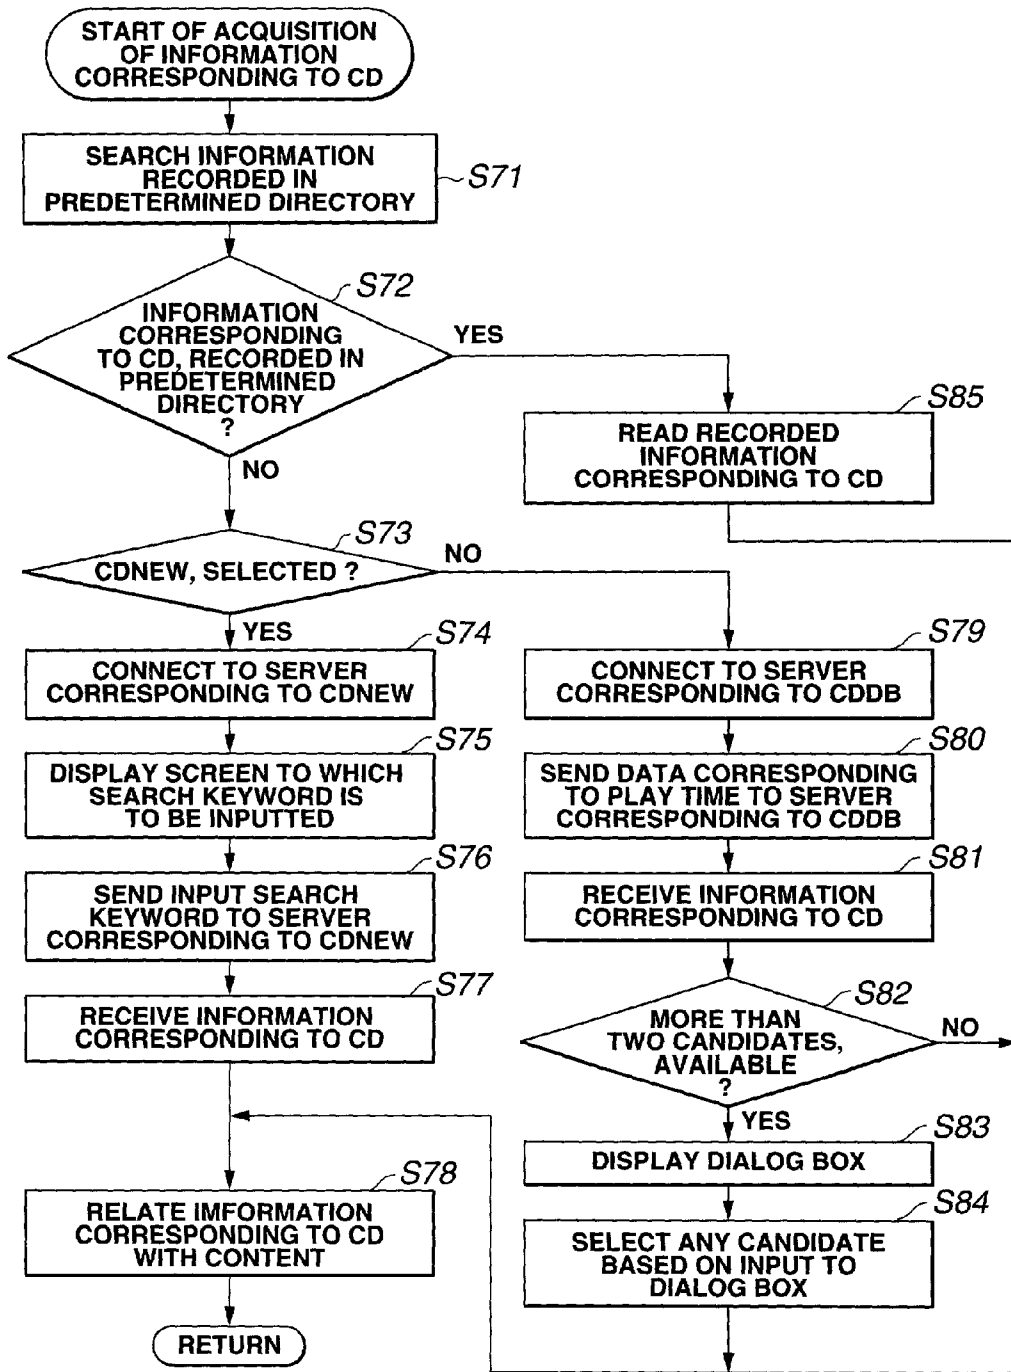 START OF ACQUISITION
OF INFORMATION
CORRESPONDING TO CD
SEARCH INFORMATION
RECORDED IN
PREDETERMINED DIRECTORY
S71
S72
INFORMATION
CORRESPONDING
TO CD, RECORDED IN
PREDETERMINED
DIRECTORY
?
YES
NO
S85
READ RECORDED
INFORMATION
CORRESPONDING TO CD
S73
CDNEW, SELECTED ?
NO
YES
S74
CONNECT TO SERVER
CORRESPONDING TO CDNEW
S75
DISPLAY SCREEN TO WHICH
SEARCH KEYWORD IS
TO BE INPUTTED
S76
SEND INPUT SEARCH
KEYWORD TO SERVER
CORRESPONDING TO CDNEW
S77
RECEIVE INFORMATION
CORRESPONDING TO CD
S78
RELATE IMFORMATION
CORRESPONDING TO CD
WITH CONTENT
RETURN
S79
CONNECT TO SERVER
CORRESPONDING TO CDDB
S80
SEND DATA CORRESPONDING
TO PLAY TIME TO SERVER
CORRESPONDING TO CDDB
S81
RECEIVE INFORMATION
CORRESPONDING TO CD
S82
MORE THAN
TWO CANDIDATES,
AVAILABLE
?
NO
YES
S83
DISPLAY DIALOG BOX
S84
SELECT ANY CANDIDATE
BASED ON INPUT TO
DIALOG BOX